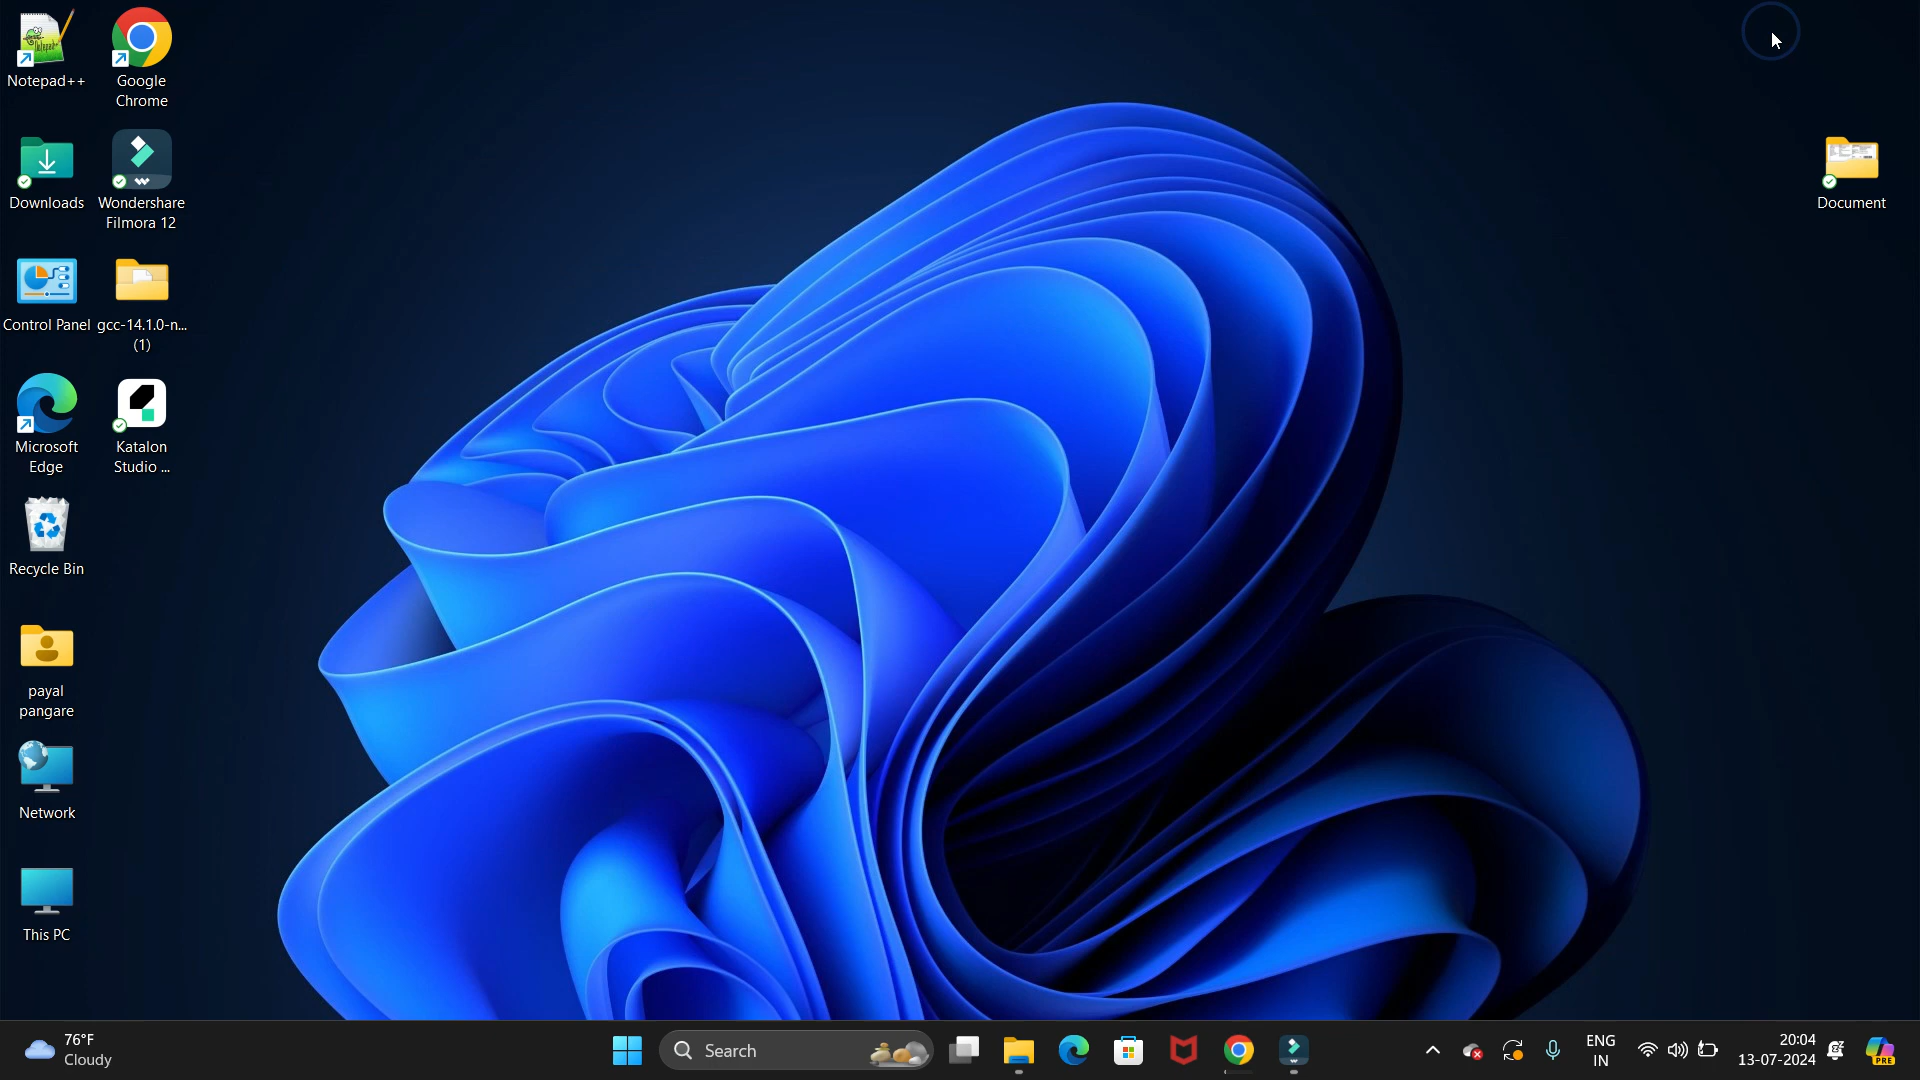 Notepad++
Google
Chrome
Downloads
Wondershare
Filmora 12
Control Panel
gcc-14.1.0-n...
(1)
Microsoft
Edge
Katalon
Studio ...
Recycle Bin
payal
pangare
Network
This PC
Document
76°F
Cloudy
Search
ENG
IN
20:04
13-07-2024
PRE